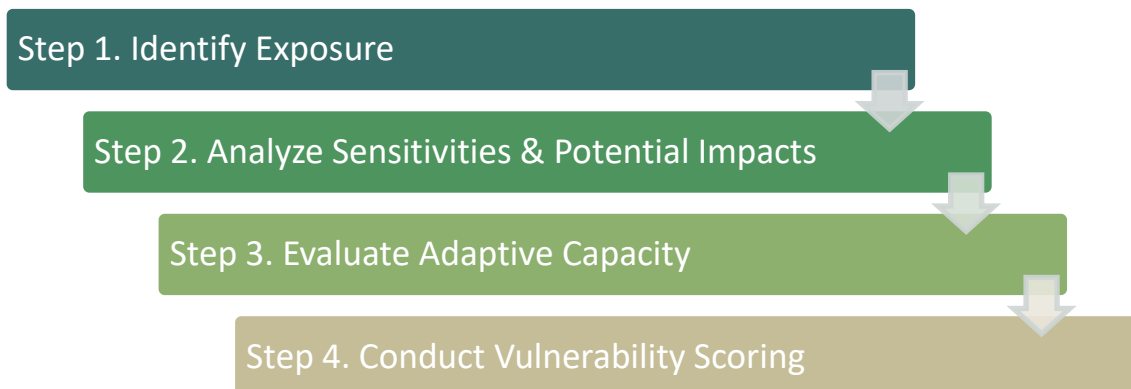 Step 1. Identify Exposure
Step 2. Analyze Sensitivities & Potential Impacts
Step 3. Evaluate Adaptive Capacity
Step 4. Conduct Vulnerability Scoring